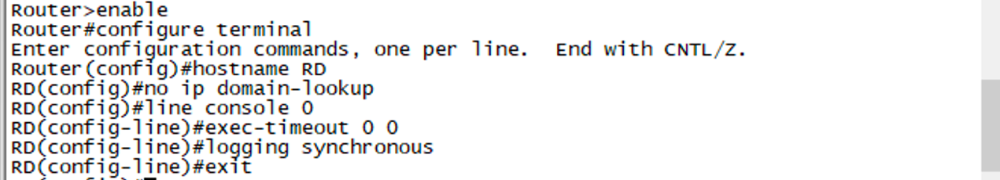 Router>enable
Router#configure terminal
Enter configuration commands, one per line.  End with CNTL/Z.
Router(config)#hostname RD
RD(config)#no ip domain-lookup
RD(config)#line console 0
RD(config-line)#exec-timeout 0 0
RD(config-line)#logging synchronous
RD(config-line)#exit